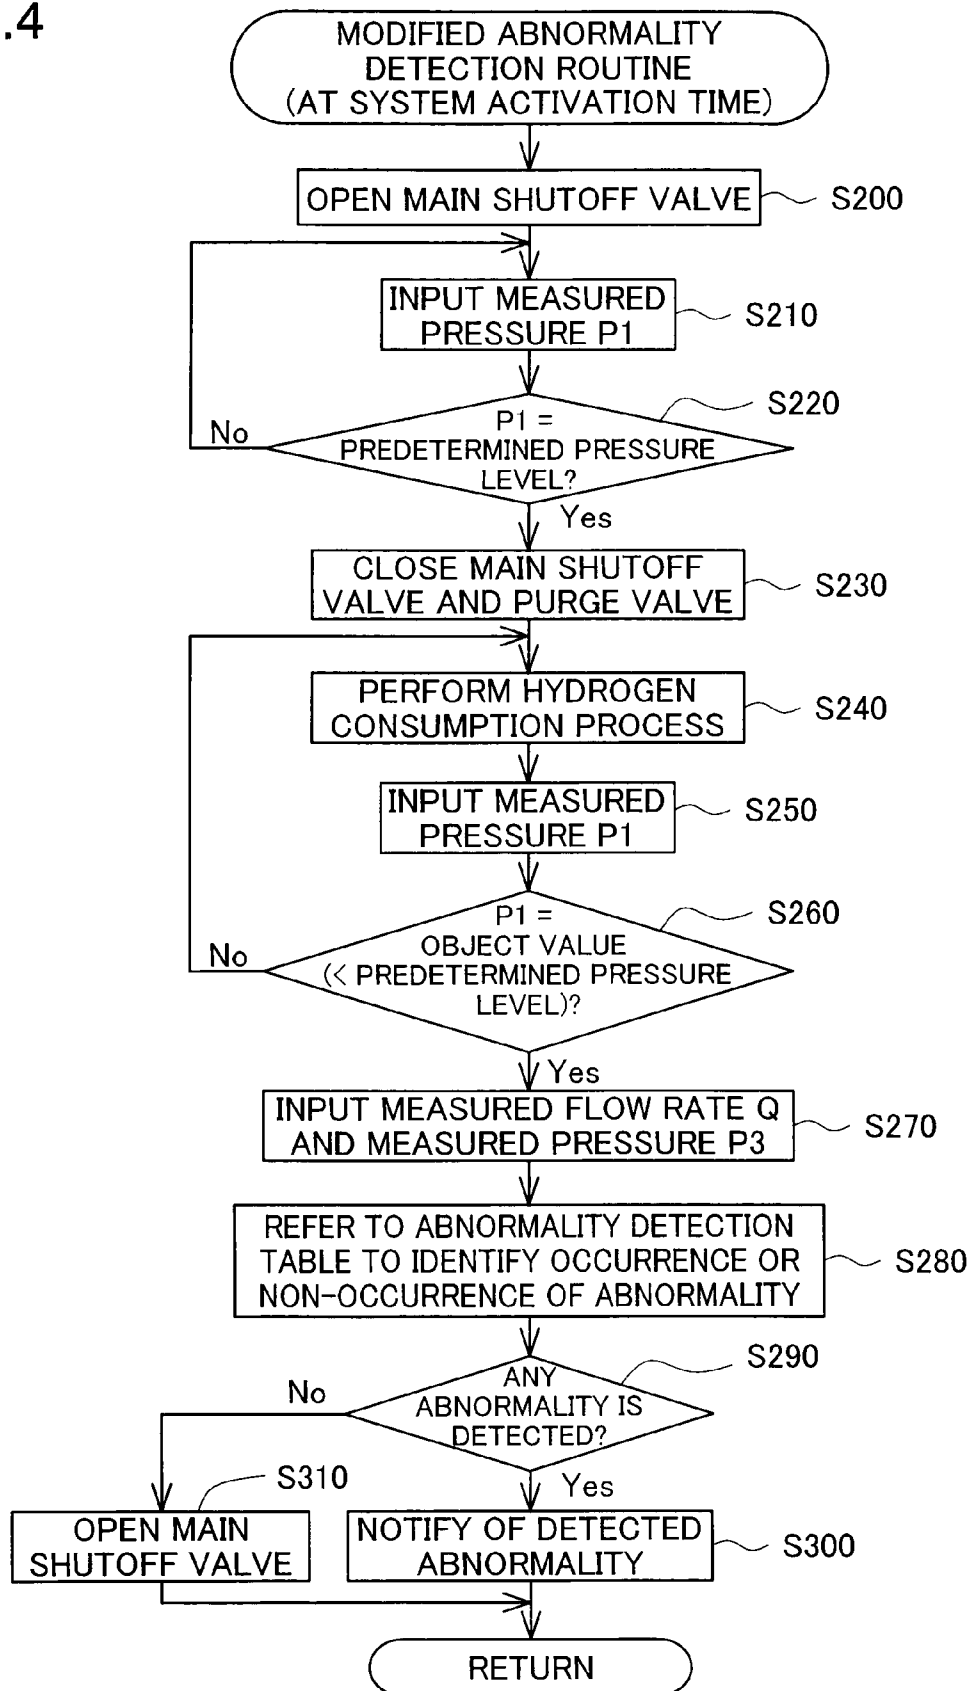 .4
MODIFIED ABNORMALITY
DETECTION ROUTINE
(AT SYSTEM ACTIVATION TIME)
OPEN MAIN SHUTOFF VALVE
S200
INPUT MEASURED
PRESSURE P1
S210
P1 =
PREDETERMINED PRESSURE
LEVEL?
S220
No
Yes
CLOSE MAIN SHUTOFF
VALVE AND PURGE VALVE
S230
PERFORM HYDROGEN
CONSUMPTION PROCESS
S240
INPUT MEASURED
PRESSURE P1
S250
P1 =
OBJECT VALUE
(< PREDETERMINED PRESSURE
LEVEL)?
S260
No
Yes
INPUT MEASURED FLOW RATE Q
AND MEASURED PRESSURE P3
S270
REFER TO ABNORMALITY DETECTION
TABLE TO IDENTIFY OCCURRENCE OR
NON-OCCURRENCE OF ABNORMALITY
S280
ANY
ABNORMALITY IS
DETECTED?
S290
No
Yes
OPEN MAIN
SHUTOFF VALVE
S310
NOTIFY OF DETECTED
ABNORMALITY
S300
RETURN